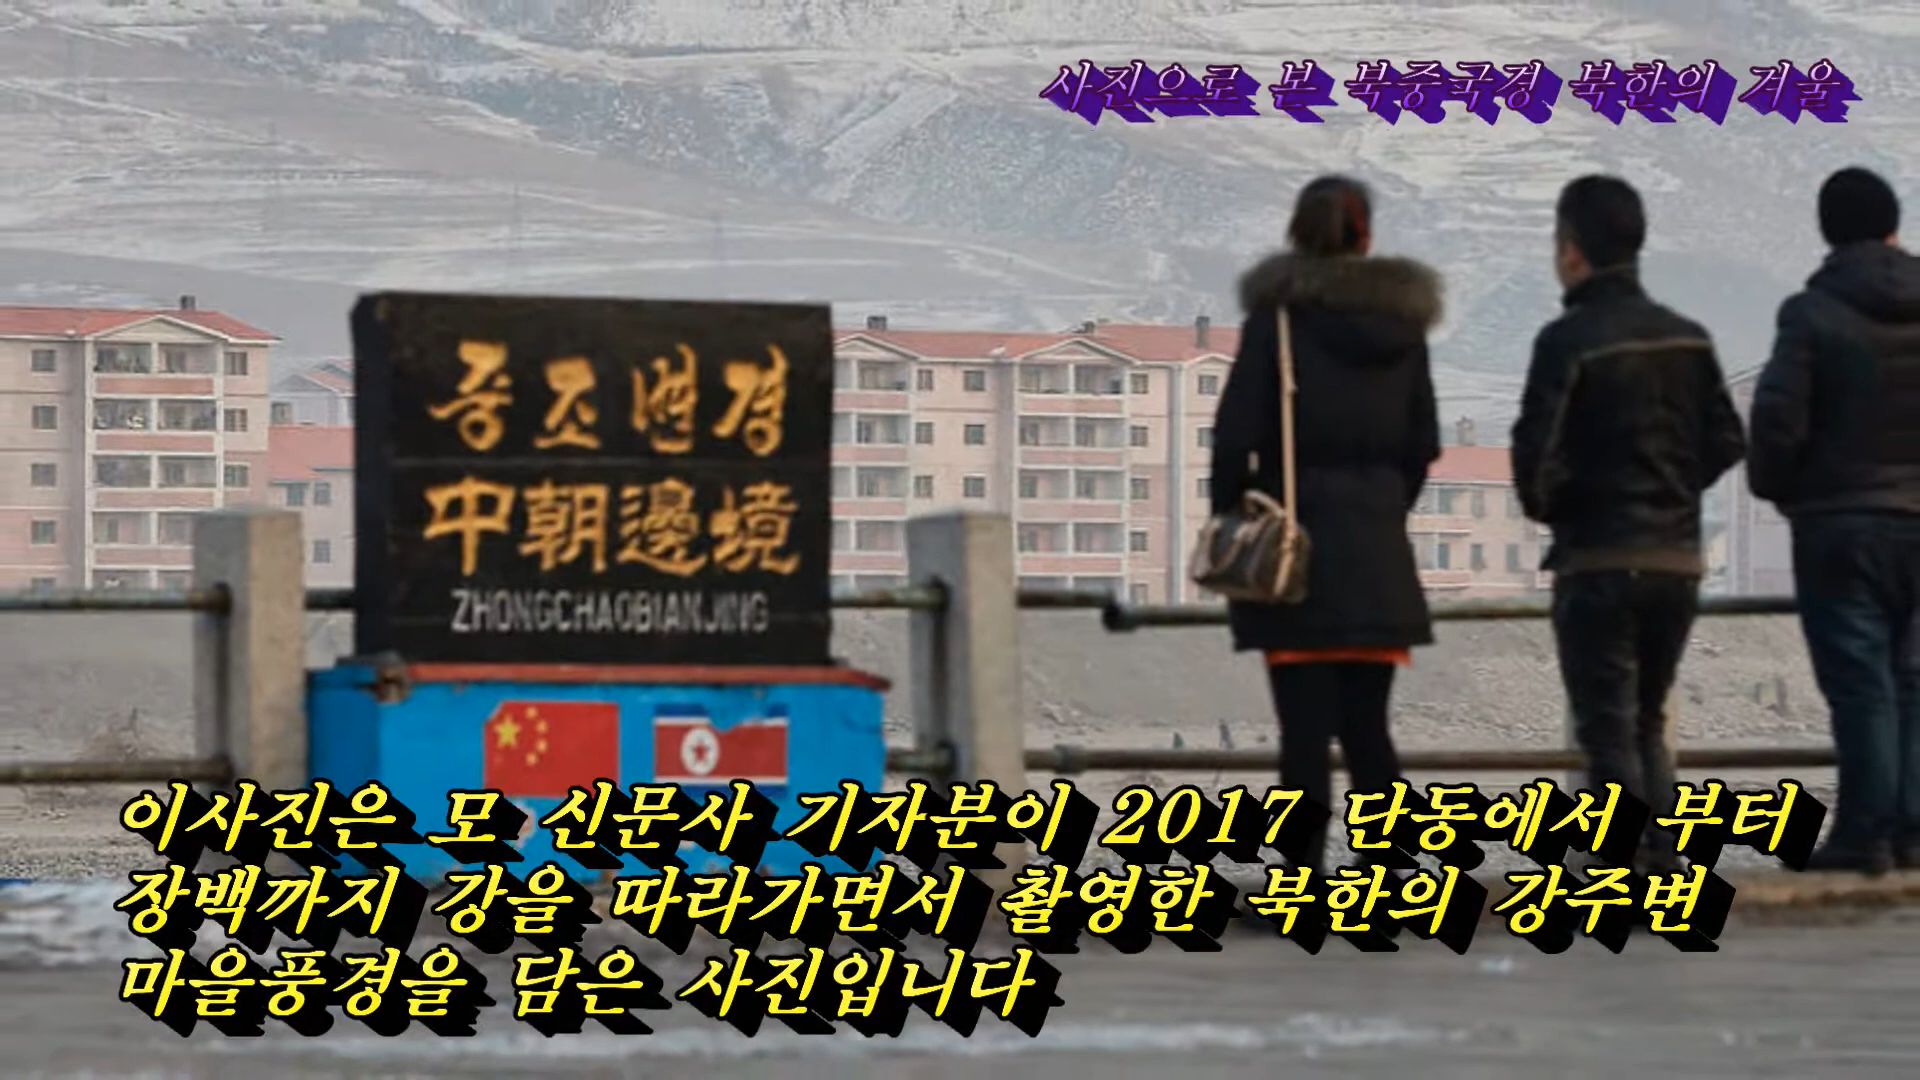 사진으로 본 북중국경 북한의 겨울
중조변경
中朝邊境
ZHONGCHAOBIANJING
이사진은 모 신문사 기자분이 2017 단동에서 부터
장백까지 강을 따라가면서 촬영한 북한의 강주변
마을풍경을 담은 사진입니다